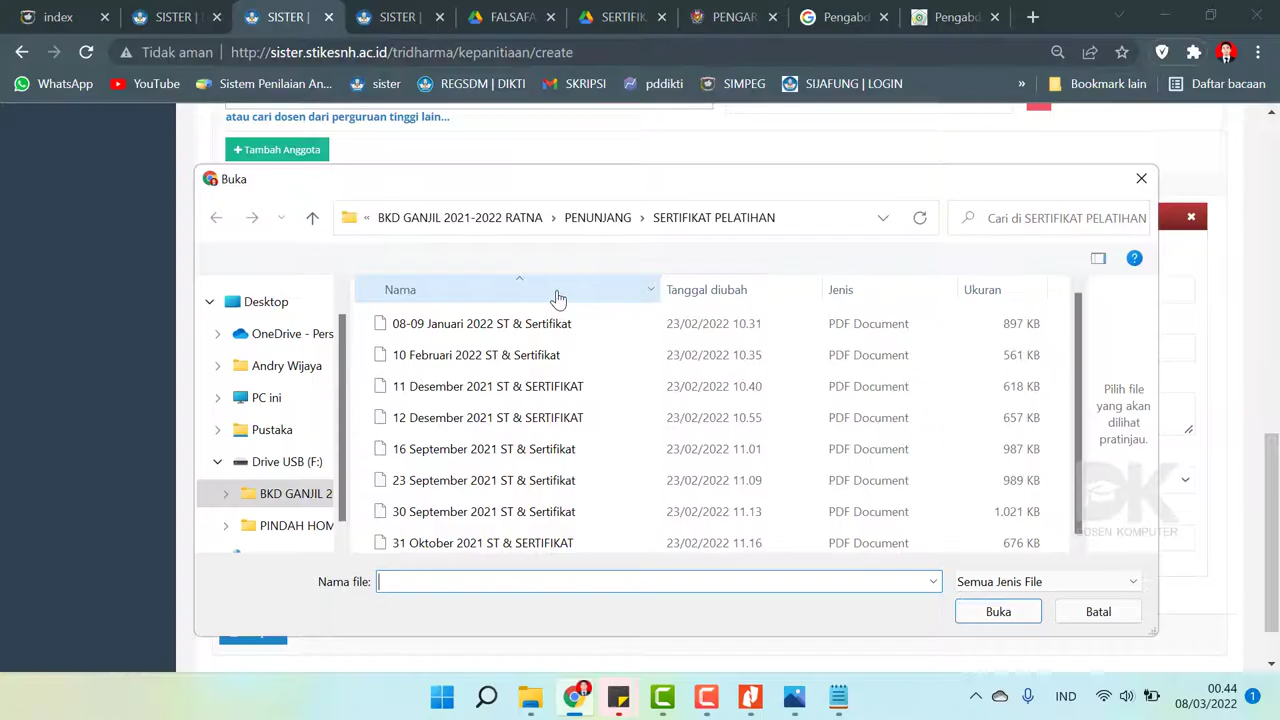 index
SISTER |
SISTER |
SISTER |
FALSAFA
SERTIFIK
PENGAR
Pengabd
Pengabd
Tidak aman
http://sister.stikesnh.ac.id/tridharma/kepanitiaan/create
WhatsApp
YouTube
Sistem Penilaian An...
sister
REGSDM | DIKTI
SKRIPSI
pddikti
SIMPEG
SIJAFUNG | LOGIN
»
Bookmark lain
Daftar bacaan
atau cari dosen dari perguruan tinggi lain...
+ Tambah Anggota
Buka
« BKD GANJIL 2021-2022 RATNA › PENUNJANG › SERTIFIKAT PELATIHAN
Cari di SERTIFIKAT PELATIHAN
Desktop
OneDrive - Pers
Andry Wijaya
PC ini
Pustaka
Drive USB (F:)
BKD GANJIL 2
PINDAH HOM
Nama Tanggal diubah Jenis Ukuran
08-09 Januari 2022 ST & Sertifikat 23/02/2022 10.31 PDF Document 897 KB
10 Februari 2022 ST & Sertifikat 23/02/2022 10.35 PDF Document 561 KB
11 Desember 2021 ST & SERTIFIKAT 23/02/2022 10.40 PDF Document 618 KB
12 Desember 2021 ST & SERTIFIKAT 23/02/2022 10.55 PDF Document 657 KB
16 September 2021 ST & Sertifikat 23/02/2022 11.01 PDF Document 987 KB
23 September 2021 ST & Sertifikat 23/02/2022 11.09 PDF Document 989 KB
30 September 2021 ST & Sertifikat 23/02/2022 11.13 PDF Document 1.021 KB
31 Oktober 2021 ST & SERTIFIKAT 23/02/2022 11.16 PDF Document 676 KB
Pilih file
yang akan
dilihat
pratinjau.
DK
DOSEN KOMPUTER
Nama file:
Semua Jenis File
Buka
Batal
IND
00.44
08/03/2022
1